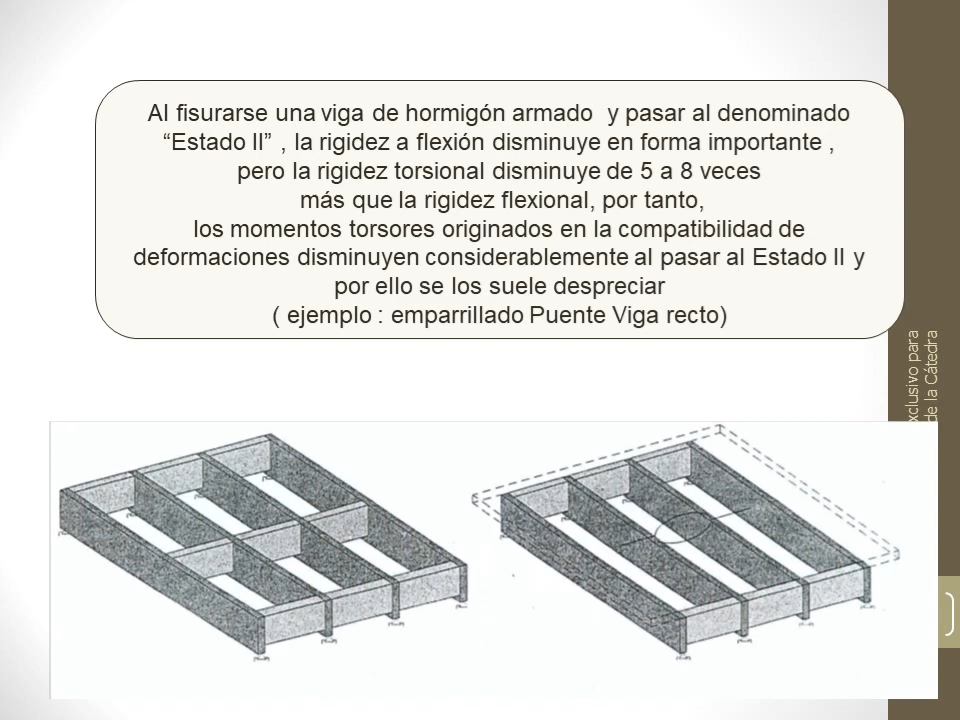 Al fisurarse una viga de hormigón armado  y pasar al denominado
“Estado II” , la rigidez a flexión disminuye en forma importante ,
pero la rigidez torsional disminuye de 5 a 8 veces
más que la rigidez flexional, por tanto,
los momentos torsores originados en la compatibilidad de
deformaciones disminuyen considerablemente al pasar al Estado II y
por ello se los suele despreciar
( ejemplo : emparrillado Puente Viga recto)
xclusivo para
de la Cátedra